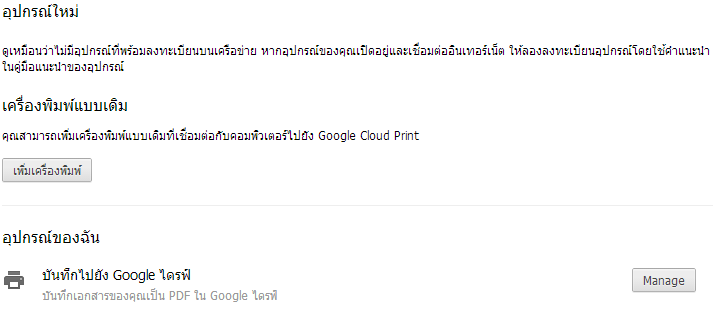 อุปกรณ์ใหม่
ดูเหมือนว่าไม่มีอุปกรณ์ที่พร้อมลงทะเบียนบนเครือข่าย หากอุปกรณ์ของคุณเปิดอยู่และเชื่อมต่ออินเทอร์เน็ต ให้ลองลงทะเบียนอุปกรณ์โดยใช้คำแนะนำ
ในคู่มือแนะนำของอุปกรณ์
เครื่องพิมพ์แบบเดิม
คุณสามารถเพิ่มเครื่องพิมพ์แบบเดิมที่เชื่อมต่อกับคอมพิวเตอร์ไปยัง Google Cloud Print
เพิ่มเครื่องพิมพ์
อุปกรณ์ของฉัน
บันทึกไปยัง Google ไดรฟ์
Manage
บันทึกเอกสารของคุณเป็น PDF ใน Google ไดรฟ์